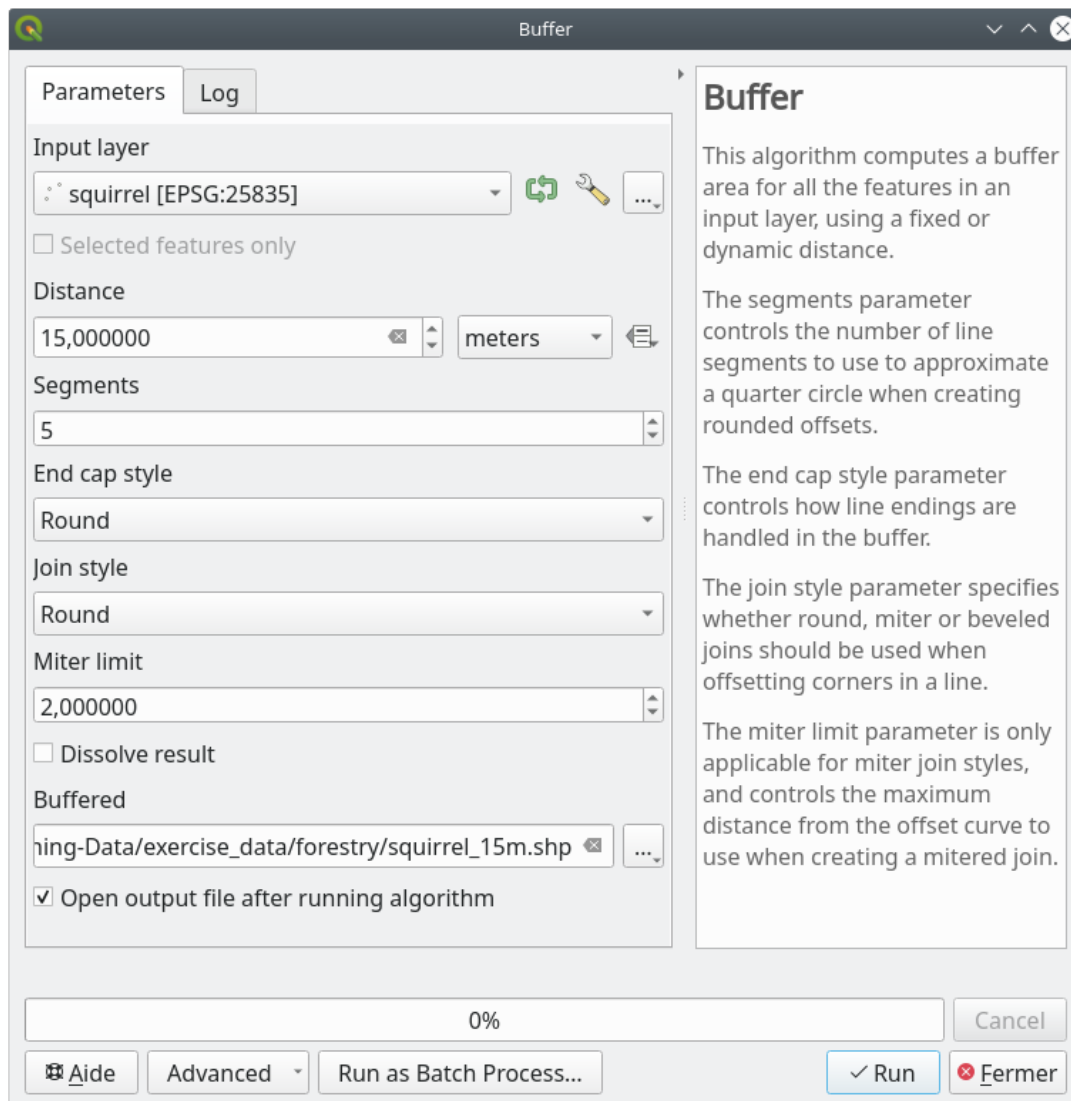 Buffer
Parameters
Log
Input layer
squirrel [EPSG:25835]
...
Selected features only
Distance
15,000000
meters
Segments
5
End cap style
Round
Join style
Round
Miter limit
2,000000
Dissolve result
Buffered
ning-Data/exercise_data/forestry/squirrel_15m.shp
...
Open output file after running algorithm
Buffer
This algorithm computes a buffer
area for all the features in an
input layer, using a fixed or
dynamic distance.
The segments parameter
controls the number of line
segments to use to approximate
a quarter circle when creating
rounded offsets.
The end cap style parameter
controls how line endings are
handled in the buffer.
The join style parameter specifies
whether round, miter or beveled
joins should be used when
offsetting corners in a line.
The miter limit parameter is only
applicable for miter join styles,
and controls the maximum
distance from the offset curve to
use when creating a mitered join.
0%
Cancel
Aide
Advanced
Run as Batch Process...
Run
Fermer